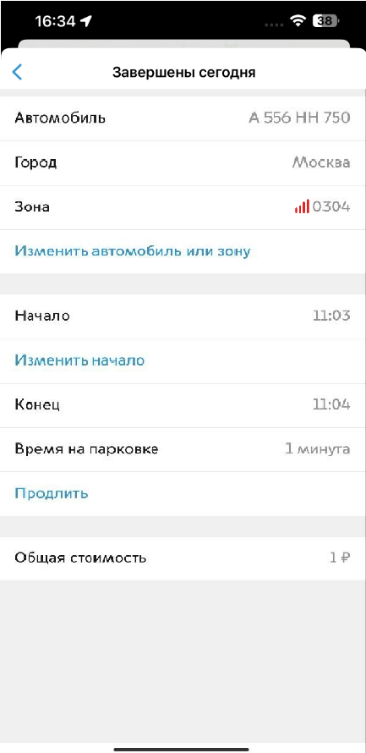 16:34
38
Завершены сегодня
Автомобиль А 556 НН 750
Город Москва
Зона 0304
Изменить автомобиль или зону
Начало 11:03
Изменить начало
Конец 11:04
Время на парковке 1 минута
Продлить
Общая стоимость 1 ₽